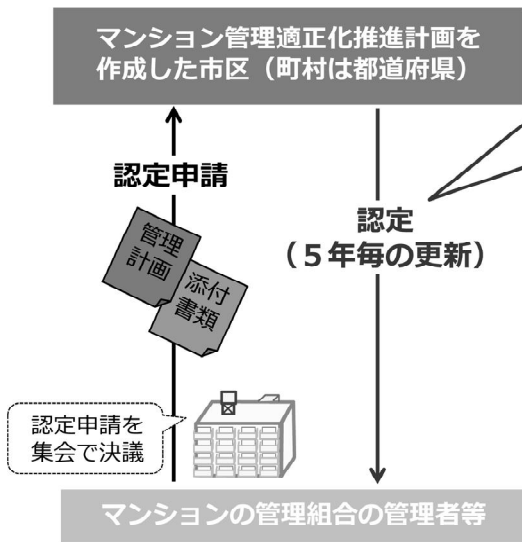 マンション管理適正化推進計画を
作成した市区（町村は都道府県）
認定申請
管理
計画
添付
書類
認定
（５年毎の更新）
認定申請を
集会で決議
マンションの管理組合の管理者等